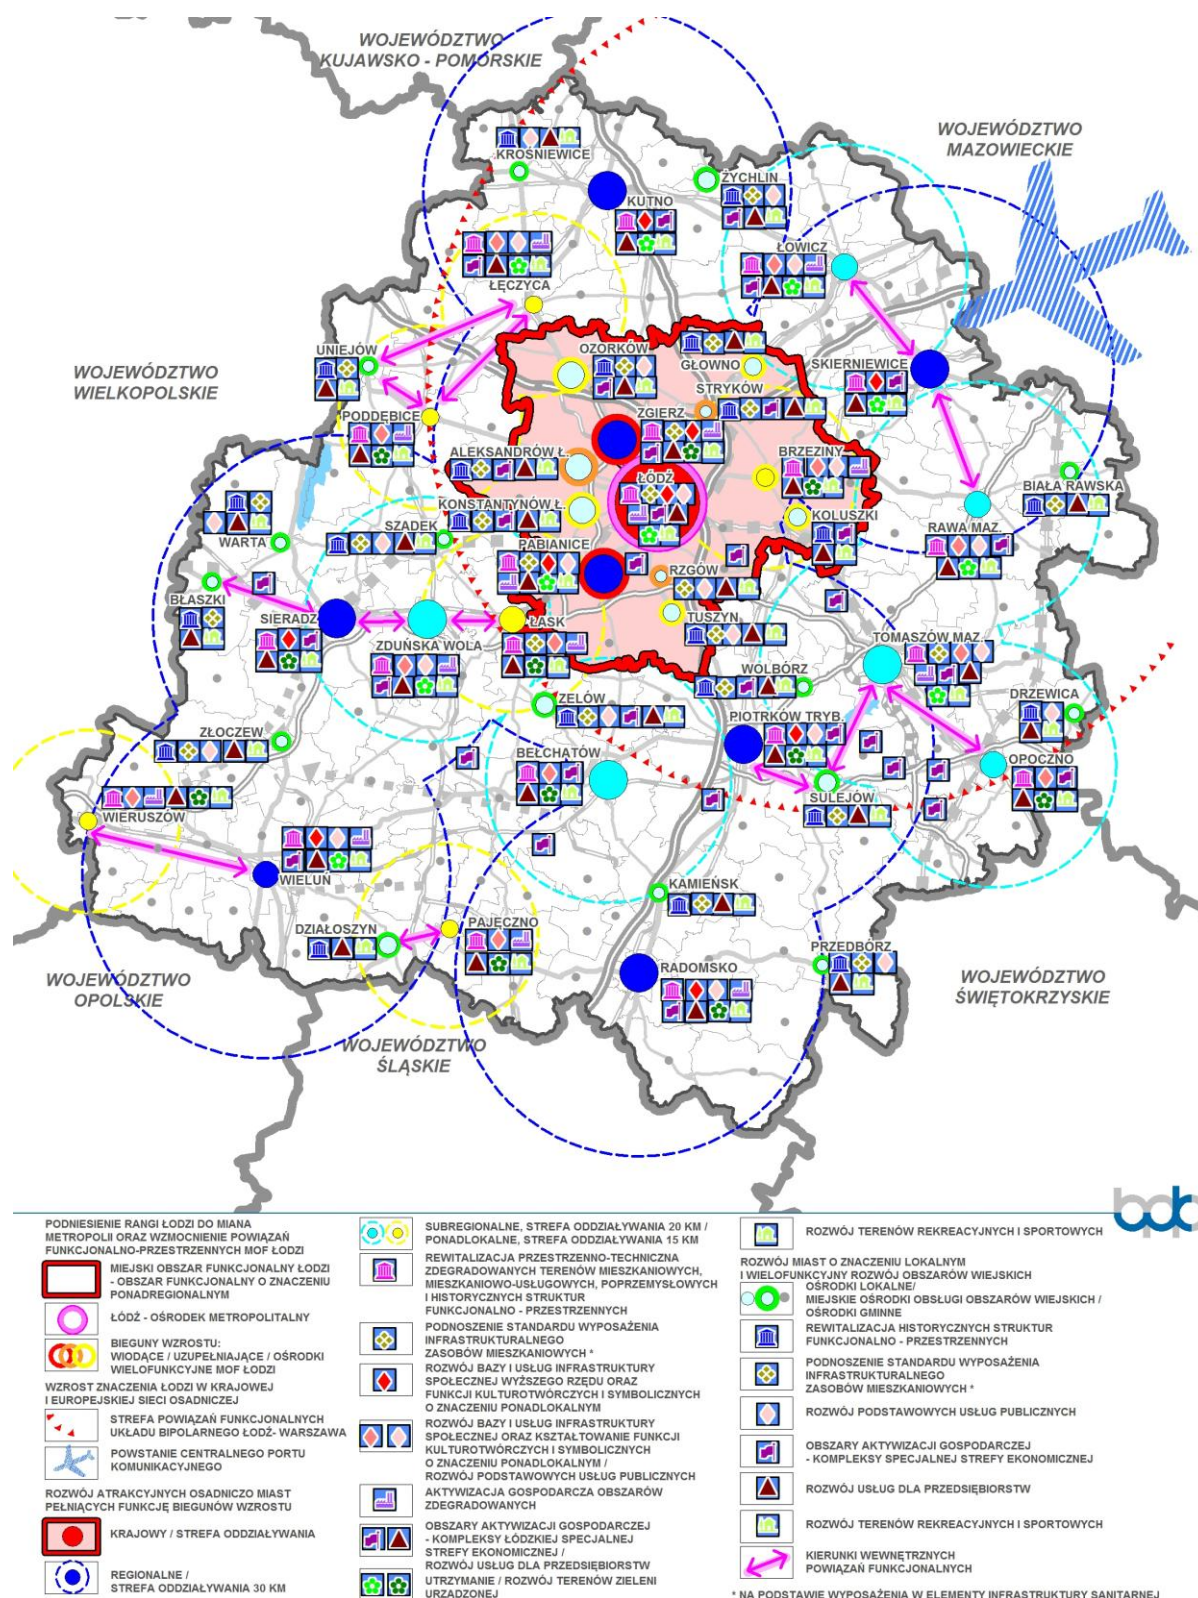 WOJEWÓDZTWO
KUJAWSKO - POMORSKIE
WOJEWÓDZTWO
MAZOWIECKIE
KROŚNIEWICE
ŻYCHLIN
KUTNO
ŁOWICZ
ŁĘCZYCA
UNIEJÓW
OZORKÓW
GŁOWNO
SKIERNIEWICE
WOJEWÓDZTWO
WIELKOPOLSKIE
STRYKÓW
PODDĘBICE
ZGIERZ
ALEKSANDRÓW Ł.
BRZEZINY
ŁÓDŹ
BIAŁA RAWSKA
KONSTANTYNÓW Ł.
KOLUSZKI
SZADEK
RAWA MAZ.
WARTA
PABIANICE
RZGÓW
BŁASZKI
SIERADZ
ŁASK
TUSZYN
ZDUŃSKA WOLA
TOMASZÓW MAZ.
WOLBÓRZ
ZELÓW
DRZEWICA
PIOTRKÓW TRYB.
ZŁOCZEW
BEŁCHATÓW
OPOCZNO
SULEJÓW
WIERUSZÓW
WIELUŃ
KAMIEŃSK
DZIAŁOSZYN
PAJĘCZNO
PRZEDBÓRZ
RADOMSKO
WOJEWÓDZTWO
OPOLSKIE
WOJEWÓDZTWO
ŚWIĘTOKRZYSKIE
WOJEWÓDZTWO
ŚLĄSKIE
bpp
PODNIESIENIE RANGI ŁODZI DO MIANA
METROPOLII ORAZ WZMOCNIENIE POWIĄZAŃ
FUNKCJONALNO-PRZESTRZENNYCH MOF ŁODZI
MIEJSKI OBSZAR FUNKCJONALNY ŁODZI
- OBSZAR FUNKCJONALNY O ZNACZENIU
PONADREGIONALNYM
ŁÓDŹ - OŚRODEK METROPOLITALNY
BIEGUNY WZROSTU:
WIODĄCE / UZUPEŁNIAJĄCE / OŚRODKI
WIELOFUNKCYJNE MOF ŁODZI
WZROST ZNACZENIA ŁODZI W KRAJOWEJ
I EUROPEJSKIEJ SIECI OSADNICZEJ
STREFA POWIĄZAŃ FUNKCJONALNYCH
UKŁADU BIPOLARNEGO ŁÓDŹ- WARSZAWA
POWSTANIE CENTRALNEGO PORTU
KOMUNIKACYJNEGO
ROZWÓJ ATRAKCYJNYCH OSADNICZO MIAST
PEŁNIĄCYCH FUNKCJĘ BIEGUNÓW WZROSTU
KRAJOWY / STREFA ODDZIAŁYWANIA
REGIONALNE /
STREFA ODDZIAŁYWANIA 30 KM
SUBREGIONALNE, STREFA ODDZIAŁYWANIA 20 KM /
PONADLOKALNE, STREFA ODDZIAŁYWANIA 15 KM
REWITALIZACJA PRZESTRZENNO-TECHNICZNA
ZDEGRADOWANYCH TERENÓW MIESZKANIOWYCH,
MIESZKANIOWO-USŁUGOWYCH, POPRZEMYSŁOWYCH
I HISTORYCZNYCH STRUKTUR
FUNKCJONALNO - PRZESTRZENNYCH
PODNOSZENIE STANDARDU WYPOSAŻENIA
INFRASTRUKTURALNEGO
ZASOBÓW MIESZKANIOWYCH *
ROZWÓJ BAZY I USŁUG INFRASTRUKTURY
SPOŁECZNEJ WYŻSZEGO RZĘDU ORAZ
FUNKCJI KULTUROTWÓRCZYCH I SYMBOLICZNYCH
O ZNACZENIU PONADLOKALNYM
ROZWÓJ BAZY I USŁUG INFRASTRUKTURY
SPOŁECZNEJ ORAZ KSZTAŁTOWANIE FUNKCJI
KULTUROTWÓRCZYCH I SYMBOLICZNYCH
O ZNACZENIU PONADLOKALNYM /
ROZWÓJ PODSTAWOWYCH USŁUG PUBLICZNYCH
AKTYWIZACJA GOSPODARCZA OBSZARÓW
ZDEGRADOWANYCH
OBSZARY AKTYWIZACJI GOSPODARCZEJ
- KOMPLEKSY ŁÓDZKIEJ SPECJALNEJ
STREFY EKONOMICZNEJ /
ROZWÓJ USŁUG DLA PRZEDSIĘBIORSTW
UTRZYMANIE / ROZWÓJ TERENÓW ZIELENI
URZĄDZONEJ
ROZWÓJ TERENÓW REKREACYJNYCH I SPORTOWYCH
ROZWÓJ MIAST O ZNACZENIU LOKALNYM
I WIELOFUNKCYJNY ROZWÓJ OBSZARÓW WIEJSKICH
OŚRODKI LOKALNE/
MIEJSKIE OŚRODKI OBSŁUGI OBSZARÓW WIEJSKICH /
OŚRODKI GMINNE
REWITALIZACJA HISTORYCZNYCH STRUKTUR
FUNKCJONALNO - PRZESTRZENNYCH
PODNOSZENIE STANDARDU WYPOSAŻENIA
INFRASTRUKTURALNEGO
ZASOBÓW MIESZKANIOWYCH *
ROZWÓJ PODSTAWOWYCH USŁUG PUBLICZNYCH
OBSZARY AKTYWIZACJI GOSPODARCZEJ
- KOMPLEKSY SPECJALNEJ STREFY EKONOMICZNEJ
ROZWÓJ USŁUG DLA PRZEDSIĘBIORSTW
ROZWÓJ TERENÓW REKREACYJNYCH I SPORTOWYCH
KIERUNKI WEWNĘTRZNYCH
POWIĄZAŃ FUNKCJONALNYCH
* NA PODSTAWIE WYPOSAŻENIA W ELEMENTY INFRASTRUKTURY SANITARNEJ